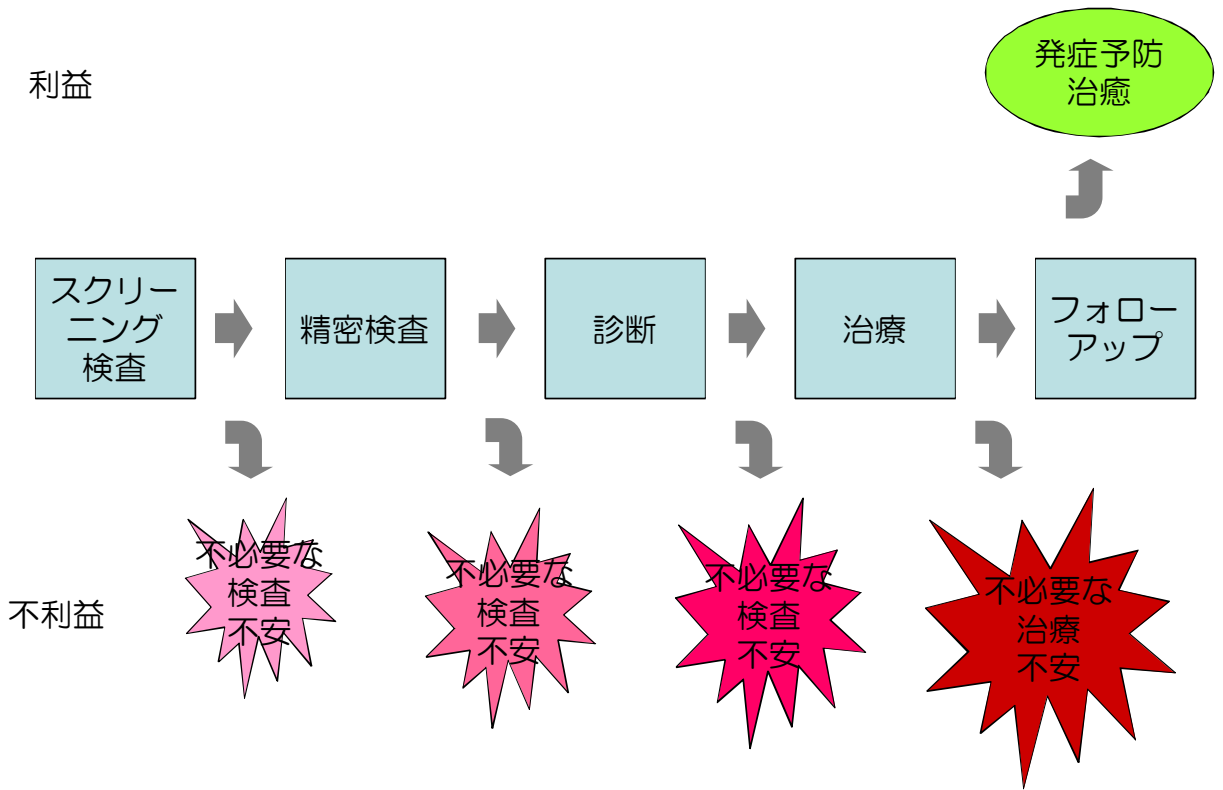 利益
発症予防
治癒
スクリー
ニング
検査
精密検査
診断
治療
フォロー
アップ
不利益
不必要な
検査
不安
不必要な
検査
不安
不必要な
検査
不安
不必要な
治療
不安